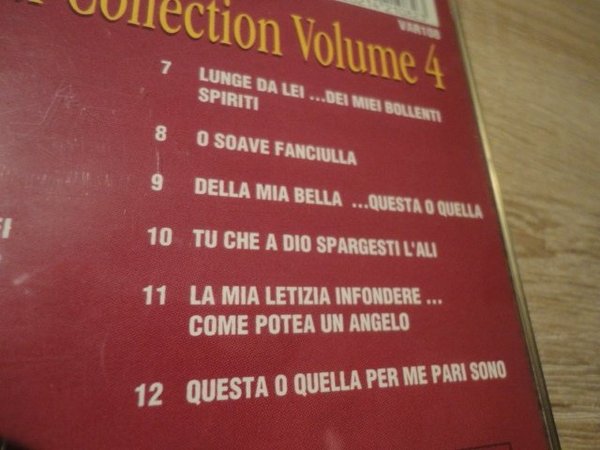 Collection Volume 4
VAR108
7 LUNGE DA LEI ...DEI MIEI BOLLENTI
SPIRITI
8 O SOAVE FANCIULLA
9 DELLA MIA BELLA ...QUESTA O QUELLA
10 TU CHE A DIO SPARGESTI L'ALI
11 LA MIA LETIZIA INFONDERE ...
COME POTEA UN ANGELO
12 QUESTA O QUELLA PER ME PARI SONO